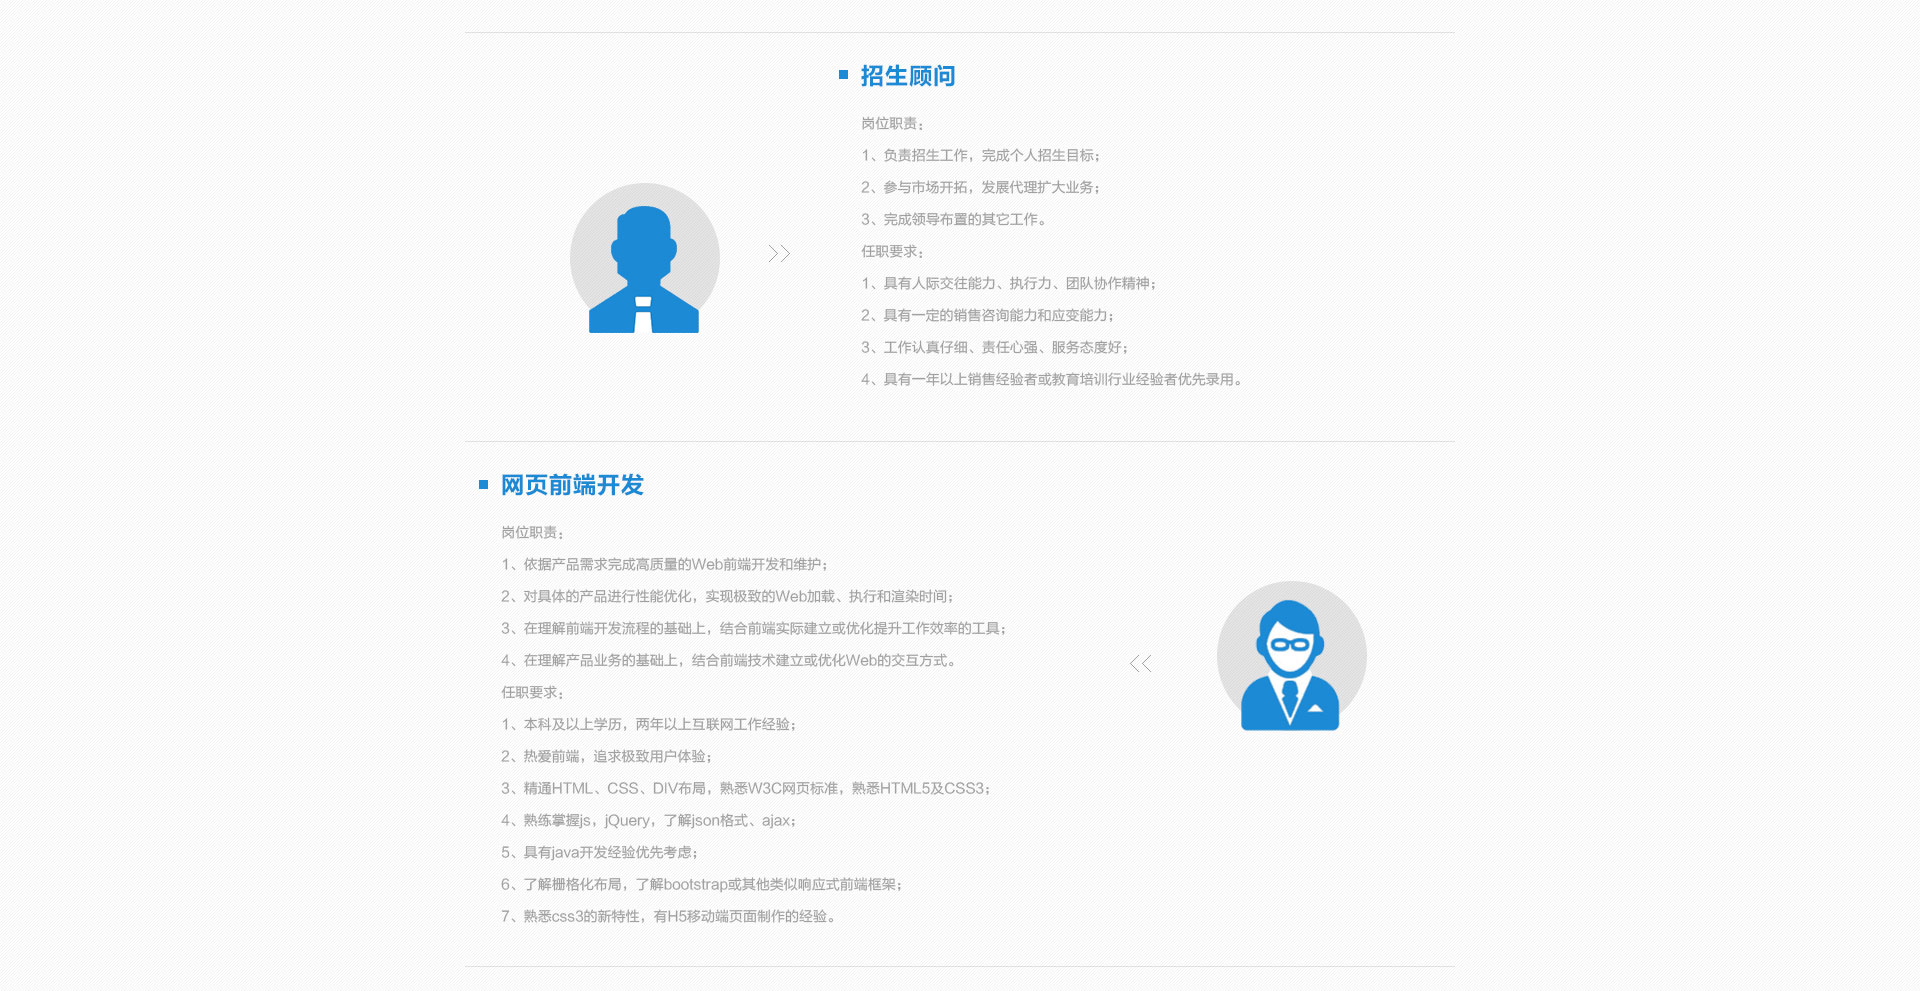 招生顾问
岗位职责：
1、负责招生工作，完成个人招生目标；
2、参与市场开拓，发展代理扩大业务；
3、完成领导布置的其它工作。
任职要求：
1、具有人际交往能力、执行力、团队协作精神；
2、具有一定的销售咨询能力和应变能力；
3、工作认真仔细、责任心强、服务态度好；
4、具有一年以上销售经验者或教育培训行业经验者优先录用。
网页前端开发
岗位职责：
1、依据产品需求完成高质量的Web前端开发和维护；
2、对具体的产品进行性能优化，实现极致的Web加载、执行和渲染时间；
3、在理解前端开发流程的基础上，结合前端实际建立或优化提升工作效率的工具；
4、在理解产品业务的基础上，结合前端技术建立或优化Web的交互方式。
任职要求：
1、本科及以上学历，两年以上互联网工作经验；
2、热爱前端，追求极致用户体验；
3、精通HTML、CSS、DIV布局，熟悉W3C网页标准，熟悉HTML5及CSS3；
4、熟练掌握js，jQuery，了解json格式、ajax；
5、具有java开发经验优先考虑；
6、了解栅格化布局，了解bootstrap或其他类似响应式前端框架；
7、熟悉css3的新特性，有H5移动端页面制作的经验。